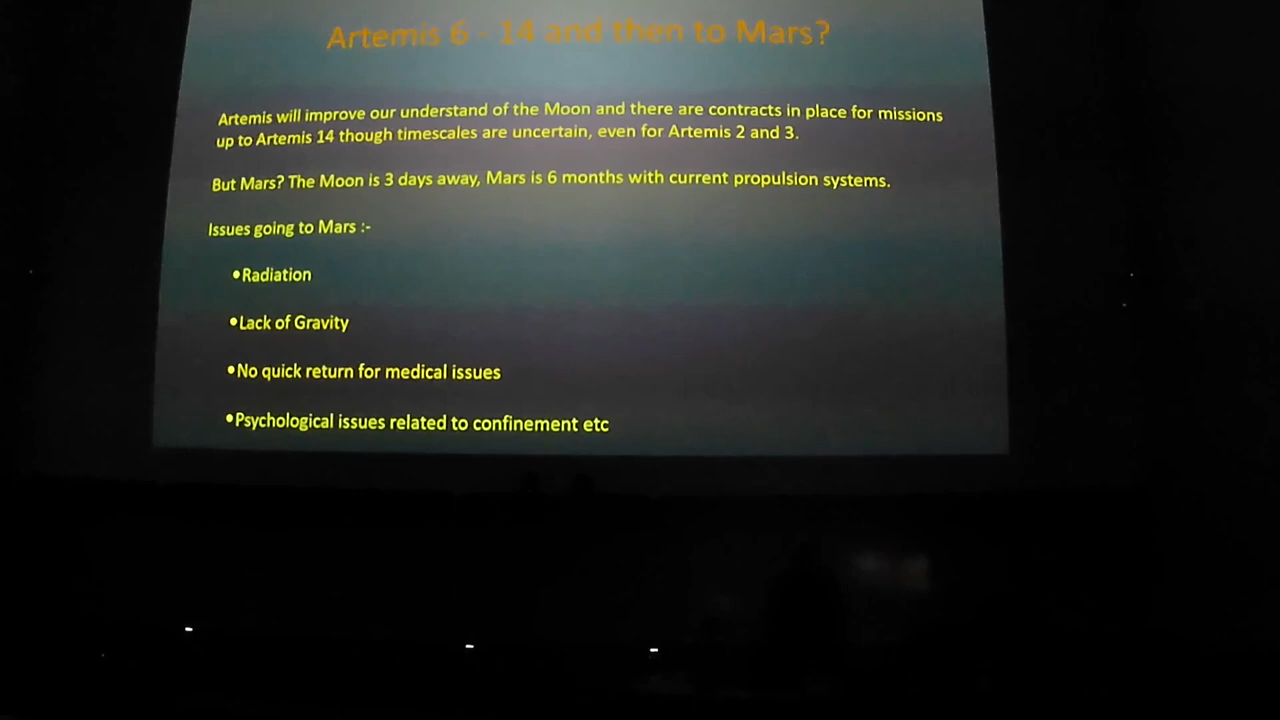 Artemis 6 - 14 and then to Mars?
Artemis will improve our understand of the Moon and there are contracts in place for missions
up to Artemis 14 though timescales are uncertain, even for Artemis 2 and 3.
But Mars? The Moon is 3 days away, Mars is 6 months with current propulsion systems.
Issues going to Mars :-
•Radiation
•Lack of Gravity
•No quick return for medical issues
•Psychological issues related to confinement etc